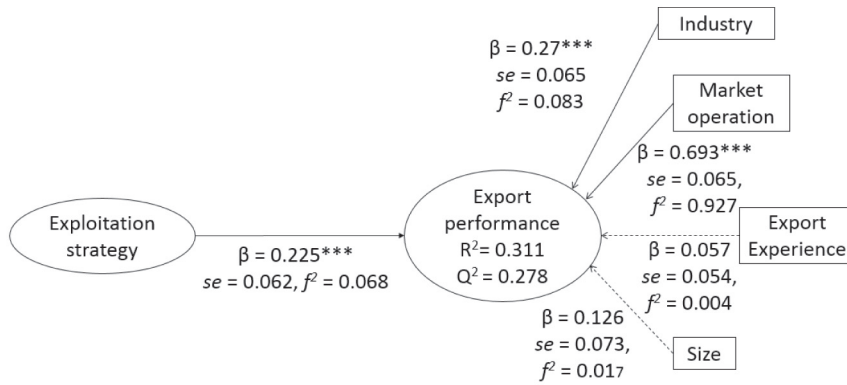 Industry
β = 0.27***
se = 0.065
f² = 0.083
Market
operation
β = 0.693***
se = 0.065,
f² = 0.927
Exploitation
strategy
β = 0.225***
se = 0.062, f² = 0.068
Export
performance
R²= 0.311
Q² = 0.278
Export
Experience
β = 0.057
se = 0.054,
f² = 0.004
β = 0.126
se = 0.073,
f² = 0.017
Size